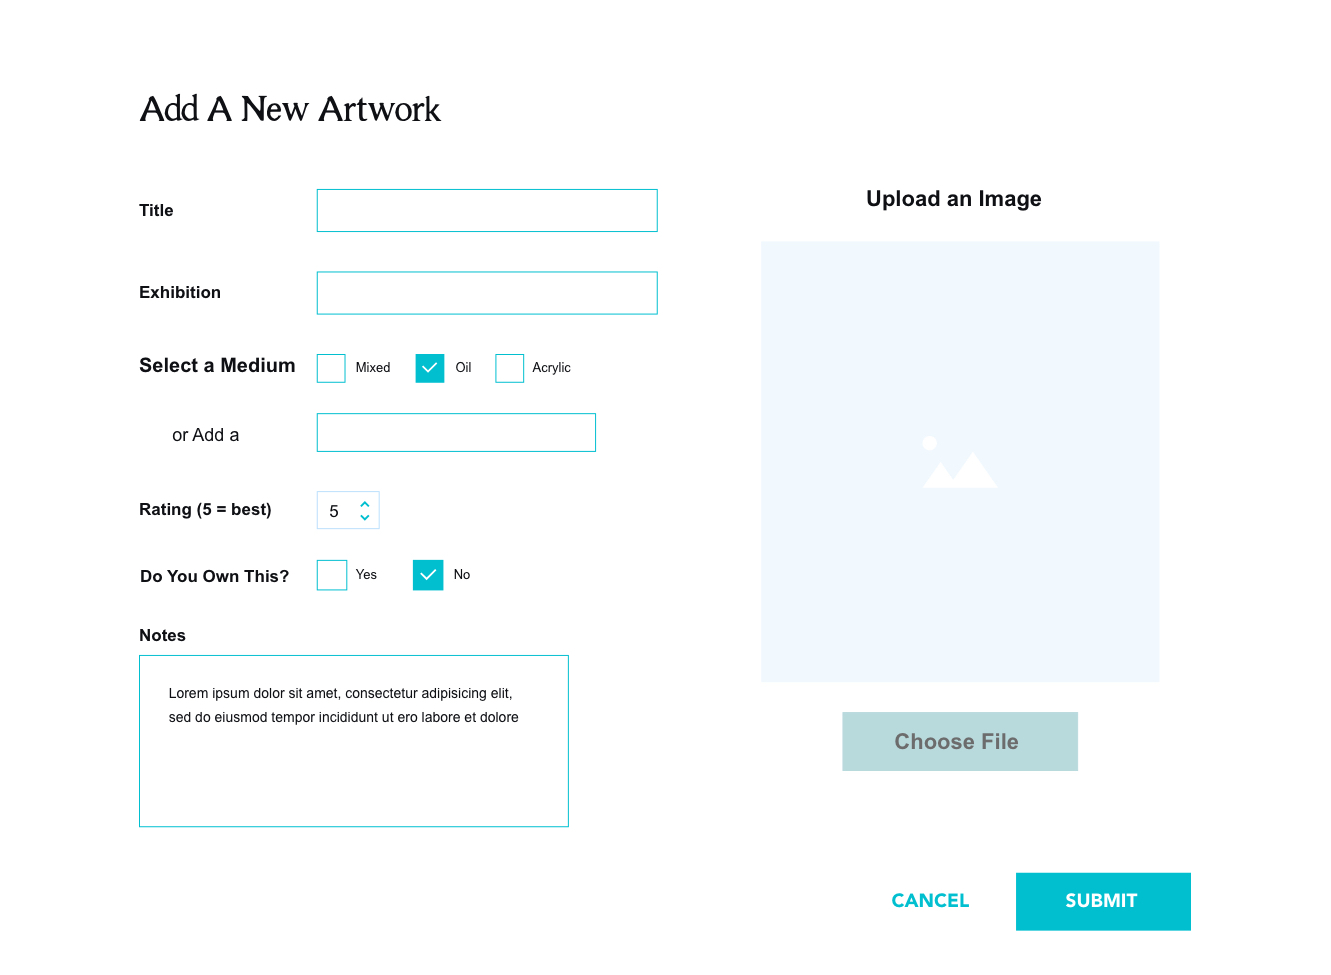 Add A New Artwork
Title
Exhibition
Select a Medium
Mixed
Oil
Acrylic
or Add a
Rating (5 = best)
5
Do You Own This?
Yes
No
Notes
Lorem ipsum dolor sit amet, consectetur adipisicing elit,
sed do eiusmod tempor incididunt ut ero labore et dolore
Upload an Image
Choose File
CANCEL
SUBMIT